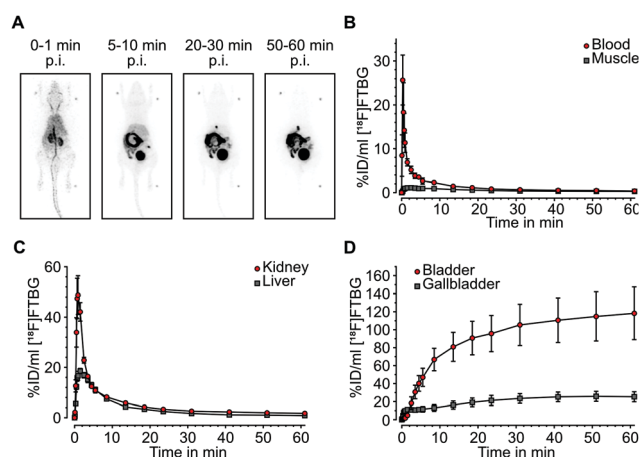 A
0-1 min
p.i.
5-10 min
p.i.
20-30 min
p.i.
50-60 min
p.i.
B
Blood
Muscle
%ID/ml [¹⁸F]FTBG
30
20
10
0
0 10 20 30 40 50 60
Time in min
C
Kidney
Liver
%ID/ml [¹⁸F]FTBG
60
40
20
0
0 10 20 30 40 50 60
Time in min
D
Bladder
Gallbladder
%ID/ml [¹⁸F]FTBG
160
140
120
100
80
60
40
20
0
0 10 20 30 40 50 60
Time in min